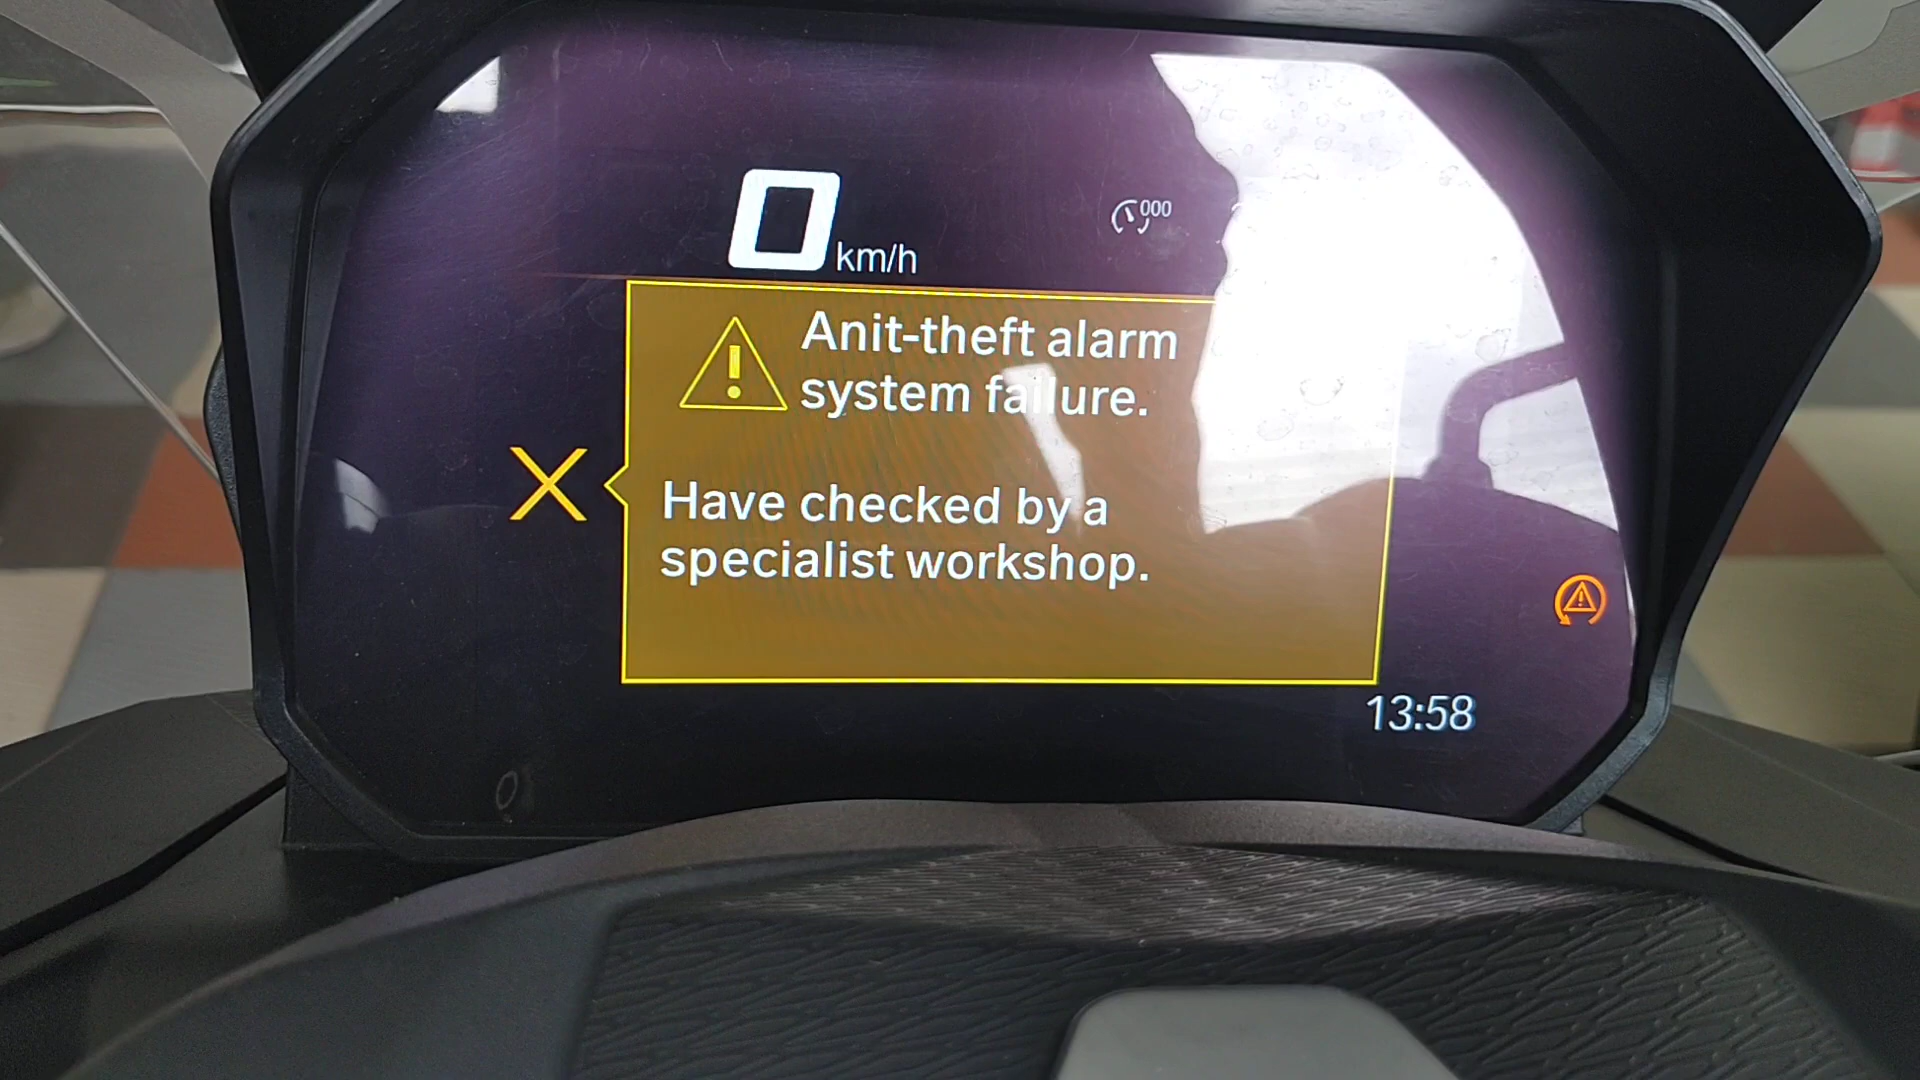 0 km/h
000
Anit-theft alarm
system failure.
Have checked by a
specialist workshop.
13:58